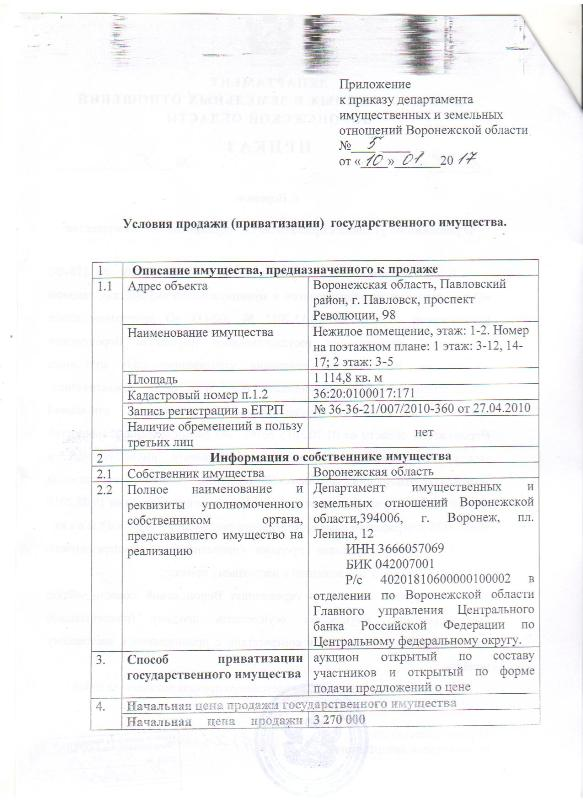 Приложение
к приказу департамента
имущественных и земельных
отношений Воронежской области
№ 5
от «10» 01. 2017
Условия продажи (приватизации) государственного имущества.
1 Описание имущества, предназначенного к продаже
1.1 Адрес объекта Воронежская область, Павловский
район, г. Павловск, проспект
Революции, 98
Наименование имущества Нежилое помещение, этаж: 1-2. Номер
на поэтажном плане: 1 этаж: 3-12, 14-
17; 2 этаж: 3-5
Площадь 1 114,8 кв. м
Кадастровый номер п.1.2 36:20:0100017:171
Запись регистрации в ЕГРП № 36-36-21/007/2010-360 от 27.04.2010
Наличие обременений в пользу нет
третьих лиц
2 Информация о собственнике имущества
2.1 Собственник имущества Воронежская область
2.2 Полное наименование и Департамент имущественных и
реквизиты уполномоченного земельных отношений Воронежской
собственником органа, области,394006, г. Воронеж, пл.
представившего имущество на Ленина, 12
реализацию ИНН 3666057069
БИК 042007001
Р/с 40201810600000100002 в
отделении по Воронежской области
Главного управления Центрального
банка Российской Федерации по
Центральному федеральному округу.
3. Способ приватизации аукцион открытый по составу
государственного имущества участников и открытый по форме
подачи предложений о цене
4. Начальная цена продажи государственного имущества
Начальная цена продажи 3 270 000